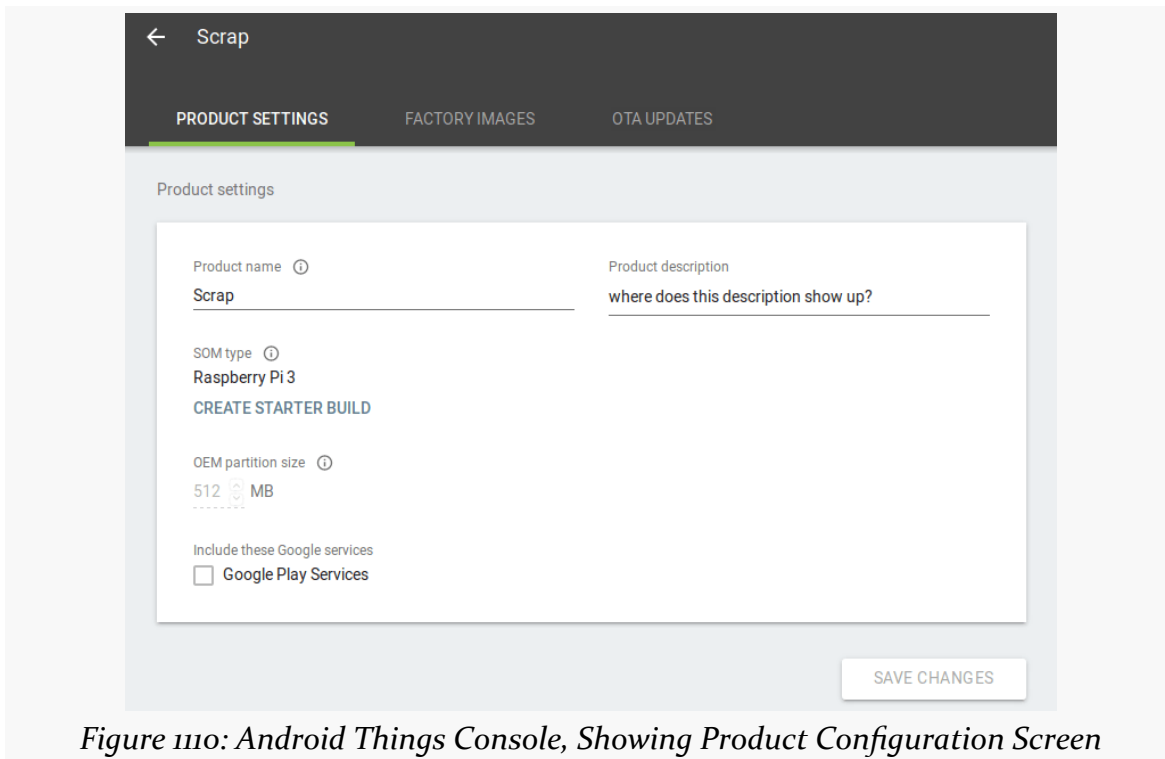 Scrap
PRODUCT SETTINGS FACTORY IMAGES OTA UPDATES
Product settings
Product name Product description
Scrap where does this description show up?
SOM type
Raspberry Pi 3
CREATE STARTER BUILD
OEM partition size
512 MB
Include these Google services
Google Play Services
SAVE CHANGES
Figure 1110: Android Things Console, Showing Product Configuration Screen